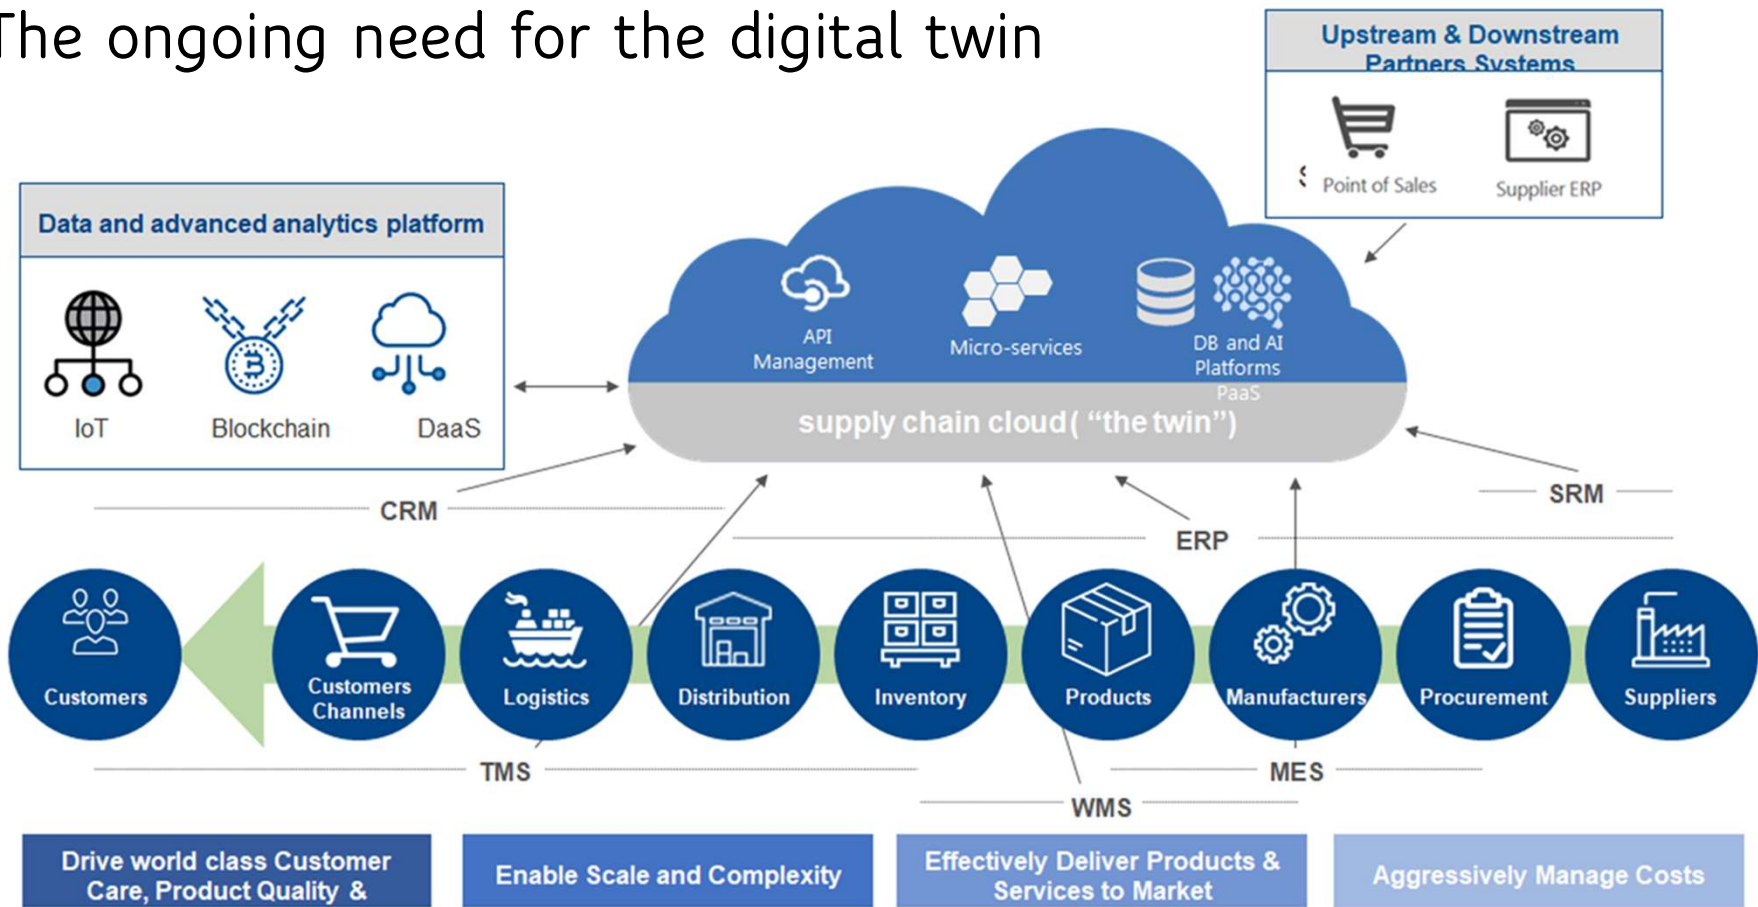 The ongoing need for the digital twin
Upstream & Downstream
Partners Systems
Point of Sales
Supplier ERP
Data and advanced analytics platform
IoT
Blockchain
DaaS
API
Management
Micro-services
DB and AI
Platforms
PaaS
supply chain cloud( “the twin”)
CRM
SRM
ERP
Customers
Customers
Channels
Logistics
Distribution
Inventory
Products
Manufacturers
Procurement
Suppliers
TMS
MES
WMS
Drive world class Customer
Care, Product Quality &
Enable Scale and Complexity
Effectively Deliver Products &
Services to Market
Aggressively Manage Costs